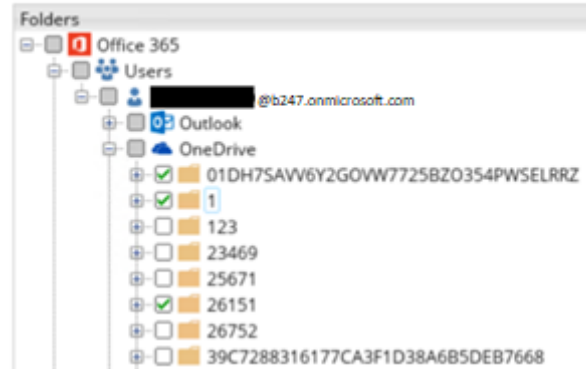 Folders
Office 365
Users
@b247.onmicrosoft.com
Outlook
OneDrive
01DH7SAVV6Y2GOVW7725BZO354PWSELRRZ
1
123
23469
25671
26151
26752
39C7288316177CA3F1D38A6B5DEB7668